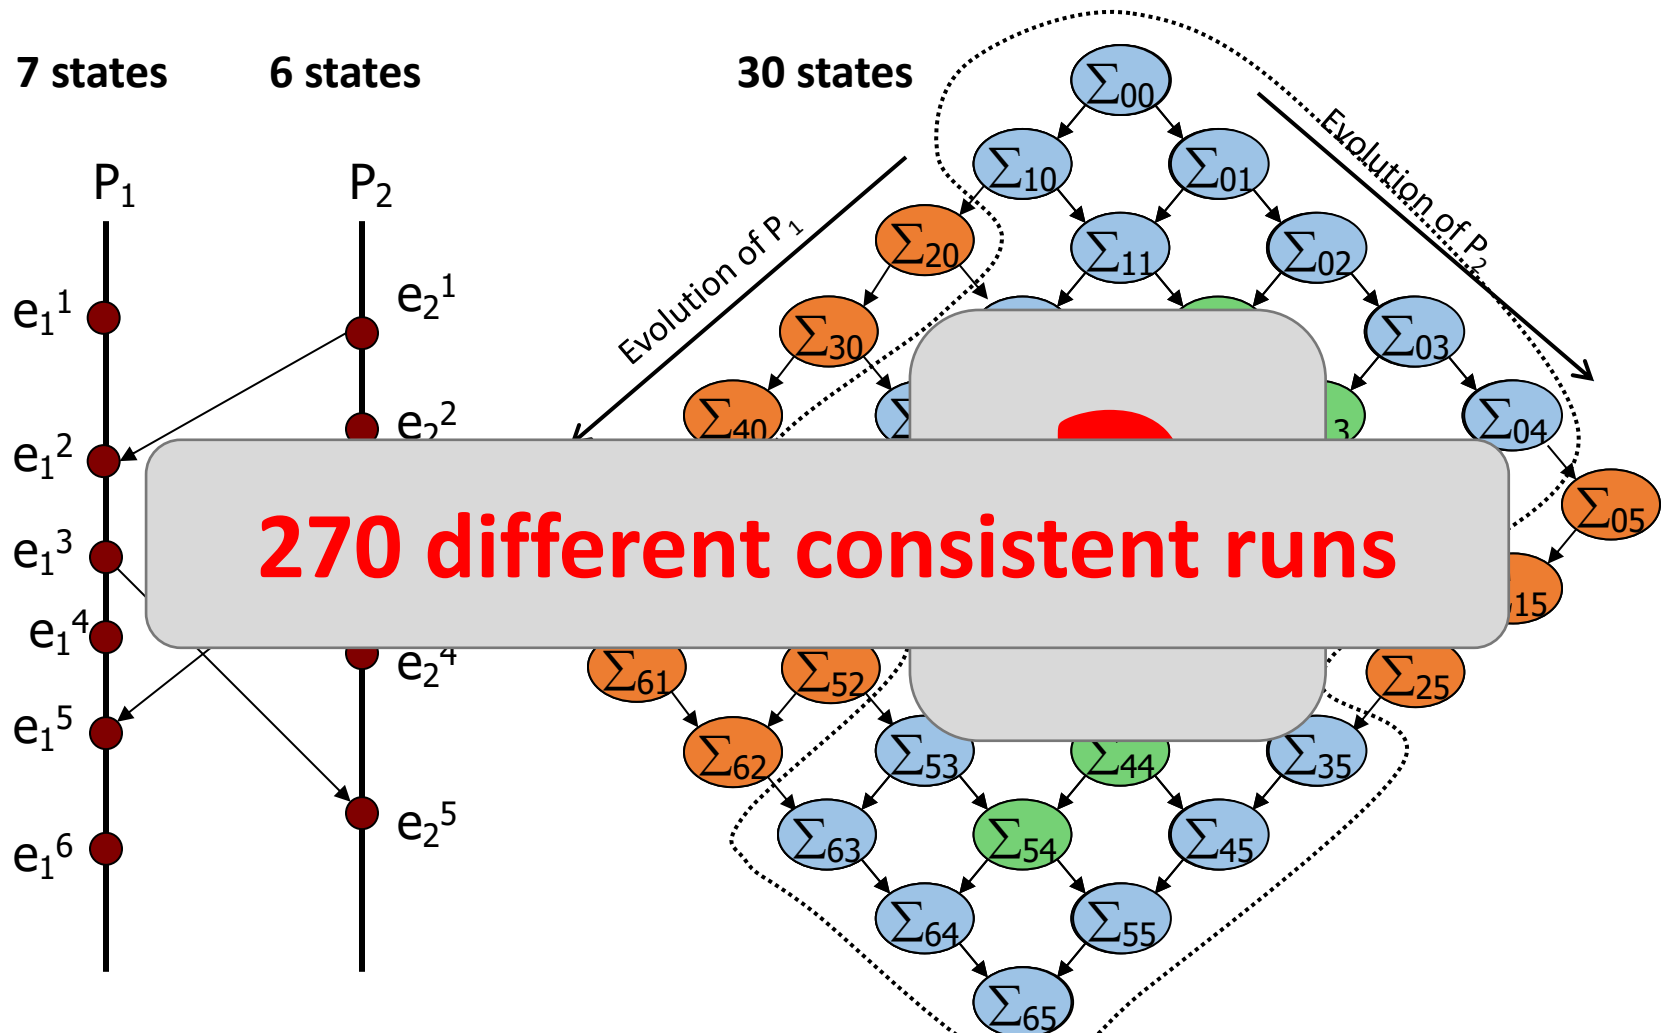 7 states 6 states 30 states
P1 P2
e1^1
e2^1
e1^2
e2^2
e1^3
e1^4
e2^4
e1^5
e2^5
e1^6
Evolution of P1
Evolution of P2
Σ00
Σ10 Σ01
Σ20 Σ11 Σ02
Σ30 Σ03
Σ40 Σ 3 Σ04
Σ05
270 different consistent runs
15
Σ61 Σ52 Σ25
Σ62 Σ53 Σ44 Σ35
Σ63 Σ54 Σ45
Σ64 Σ55
Σ65